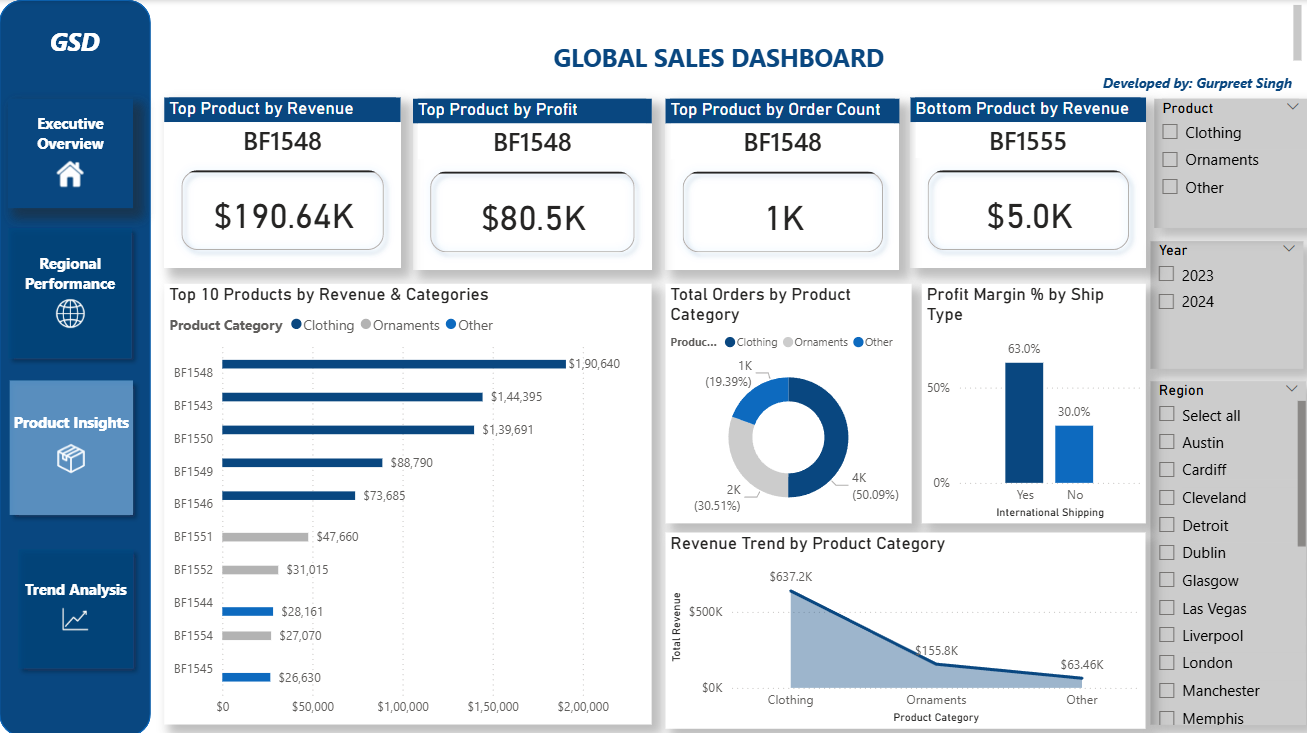 GSD
GLOBAL SALES DASHBOARD
Developed by: Gurpreet Singh
Executive
Overview
Regional
Performance
Product Insights
Trend Analysis
Top Product by Revenue
BF1548
$190.64K
Top Product by Profit
BF1548
$80.5K
Top Product by Order Count
BF1548
1K
Bottom Product by Revenue
BF1555
$5.0K
Top 10 Products by Revenue & Categories
Product Category Clothing Ornaments Other
BF1548 $1,90,640
BF1543 $1,44,395
BF1550 $1,39,691
BF1549 $88,790
BF1546 $73,685
BF1551 $47,660
BF1552 $31,015
BF1544 $28,161
BF1554 $27,070
BF1545 $26,630
$0 $50,000 $1,00,000 $1,50,000 $2,00,000
Total Orders by Product
Category
Produc... Clothing Ornaments Other
1K
(19.39%)
2K
(30.51%)
4K
(50.09%)
Profit Margin % by Ship
Type
63.0%
50%
30.0%
0%
Yes No
International Shipping
Revenue Trend by Product Category
Total Revenue
$637.2K
$500K
$155.8K
$63.46K
$0K
Clothing Ornaments Other
Product Category
Product
Clothing
Ornaments
Other
Year
2023
2024
Region
Select all
Austin
Cardiff
Cleveland
Detroit
Dublin
Glasgow
Las Vegas
Liverpool
London
Manchester
Memphis